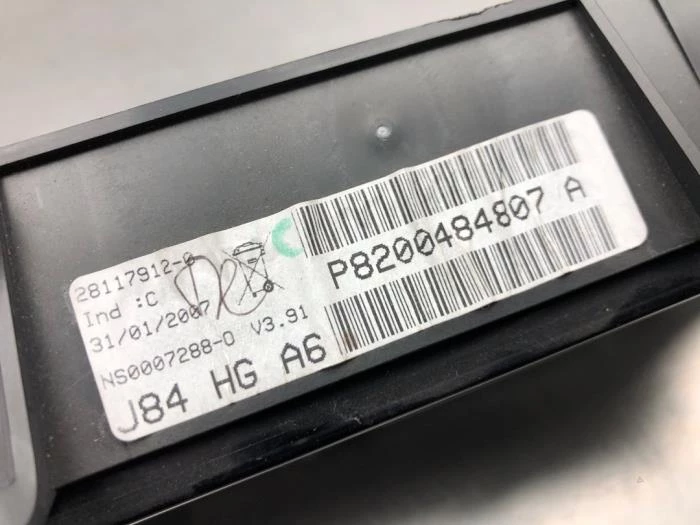 28117912-0
Ind :C
31/01/2007
NS0007288-0 V3.91
J84 HG A6
P8200484807 A